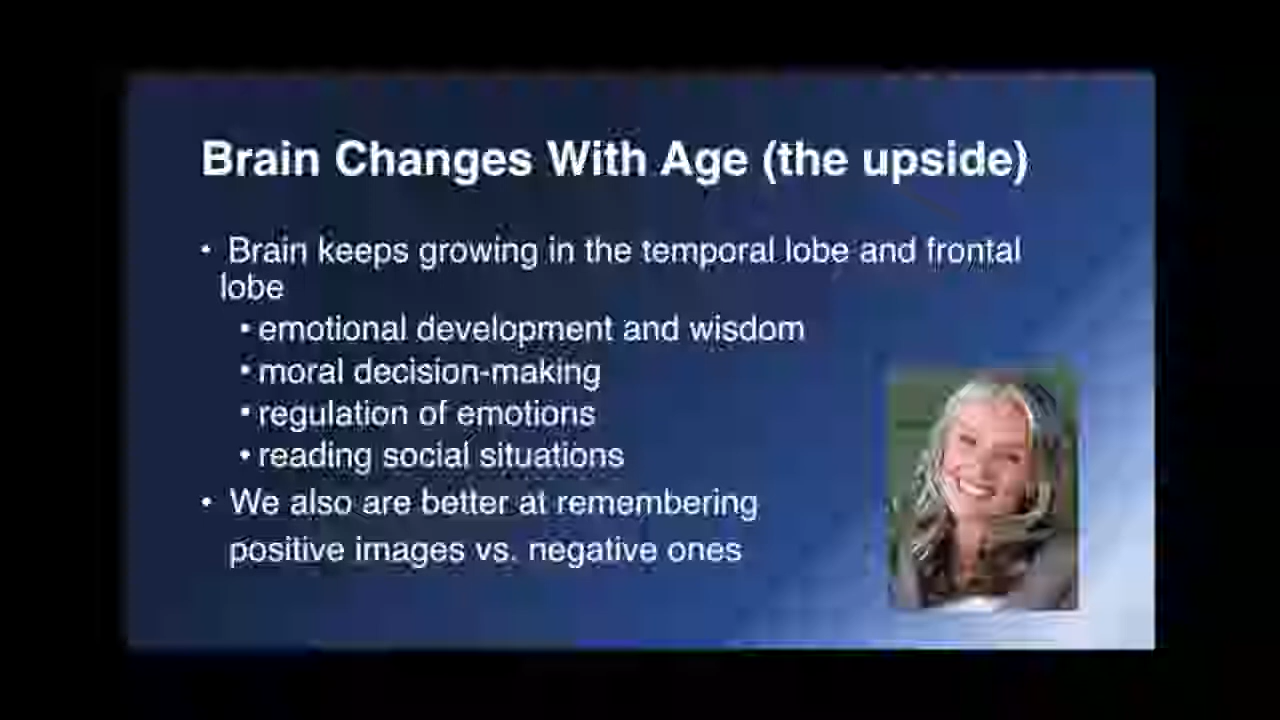 Brain Changes With Age (the upside)
• Brain keeps growing in the temporal lobe and frontal
lobe
• emotional development and wisdom
• moral decision-making
• regulation of emotions
• reading social situations
• We also are better at remembering
positive images vs. negative ones